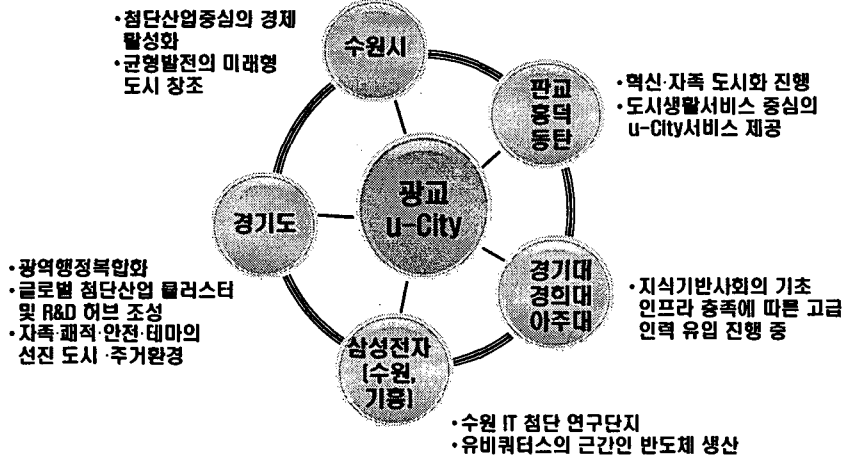 ·첨단산업중심의 경제
활성화
·균형발전의 미래형
도시 창조
수원시
판교
흥덕
동탄
·혁신·자족 도시화 진행
·도시생활서비스 중심의
u-City서비스 제공
광교
u-City
경기도
·광역행정복합화
·글로벌 첨단산업 클러스터
및 R&D 허브 조성
·자족·쾌적·안전·테마의
선진 도시 ·주거환경
경기대
경희대
아주대
·지식기반사회의 기초
인프라 충족에 따른 고급
인력 유입 진행 중
삼성전자
(수원,
기흥)
·수원 IT 첨단 연구단지
·유비쿼터스의 근간인 반도체 생산